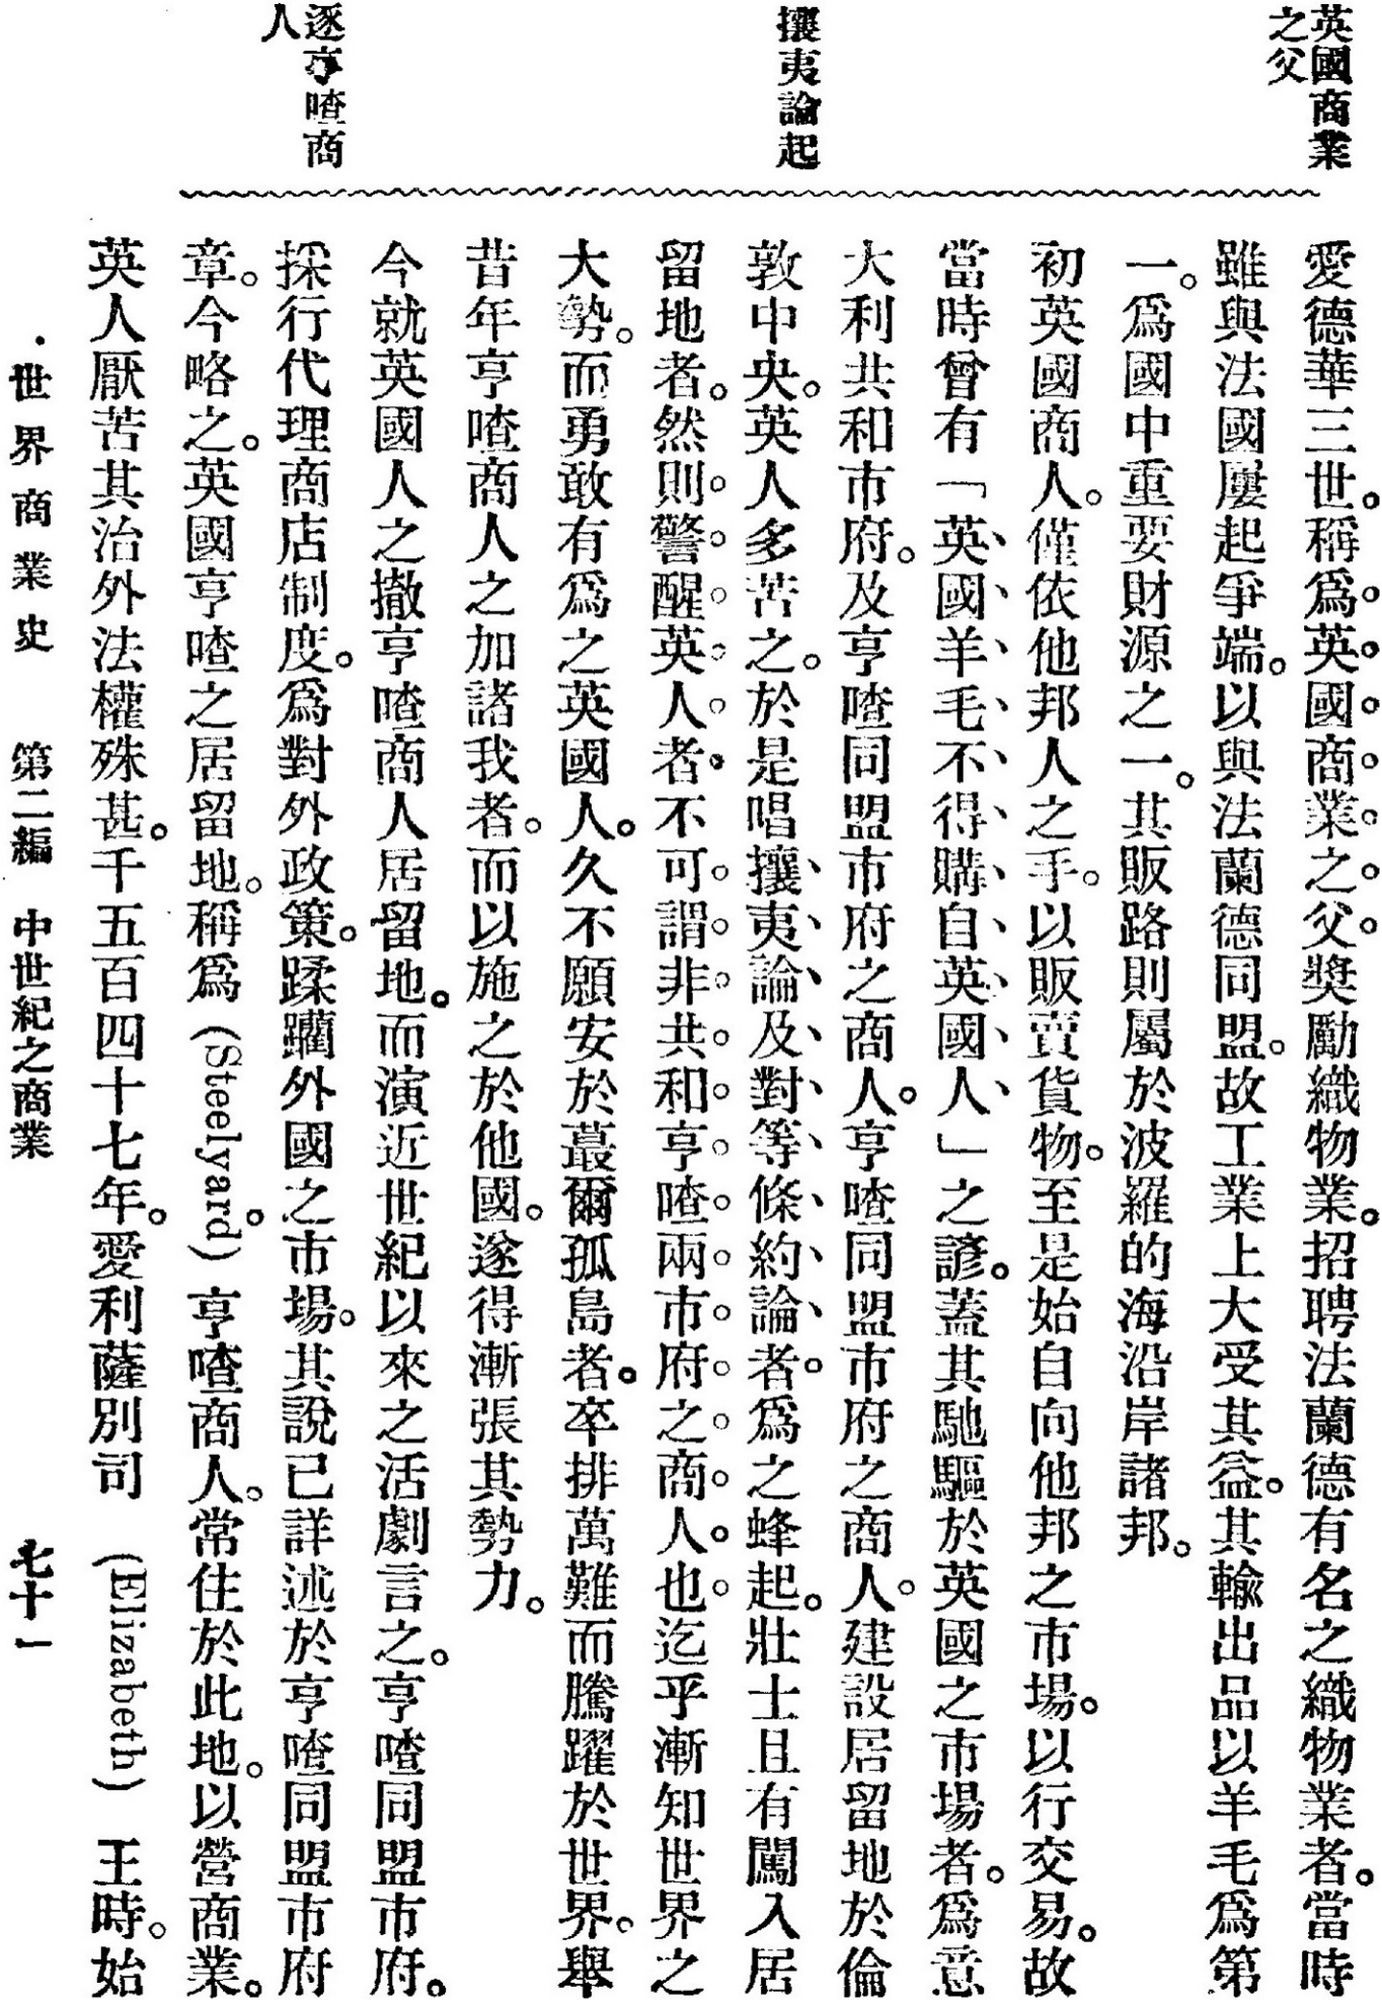 英國商業
之父
攘夷論起
逐亨喳商
人
愛德華三世。稱爲英國商業之父。獎勵織物業。招聘法蘭德有名之織物業者。當時
雖與法國屢起爭端。以與法蘭德同盟。故工業上大受其益。其輸出品以羊毛爲第
一。爲國中重要財源之一。其販路則屬於波羅的海沿岸諸邦。
初英國商人。僅依他邦人之手。以販賣貨物。至是始自向他邦之市場。以行交易。故
當時曾有「英國羊毛不得購自英國人」之諺。蓋其馳驅於英國之市場者。爲意
大利共和市府。及亨喳同盟市府之商人。亨喳同盟市府之商人。建設居留地於倫
敦中央。英人多苦之。於是唱攘夷論及對等條約論者。爲之蜂起。壯士且有闖入居
留地者。然則警醒英人者。不可謂非共和亨喳兩市府之商人也。迄乎漸知世界之
大勢。而勇敢有爲之英國人。久不願安於蕞爾孤島者。卒排萬難而騰躍於世界。舉
昔年亨喳商人之加諸我者。而以施之於他國。遂得漸張其勢力。
今就英國人之撤亨喳商人居留地。而演近世紀以來之活劇言之。亨喳同盟市府。
採行代理商店制度。爲對外政策。蹂躪外國之市場。其說已詳述於亨喳同盟市府
章。今略之。英國亨喳之居留地。稱爲(Steelyard)。亨喳商人。常住於此地。以營商業。
英人厭苦其治外法權殊甚。千五百四十七年。愛利薩別司 (Elizabeth) 王時。始
世界商業史 第二編 中世紀之商業 七十一